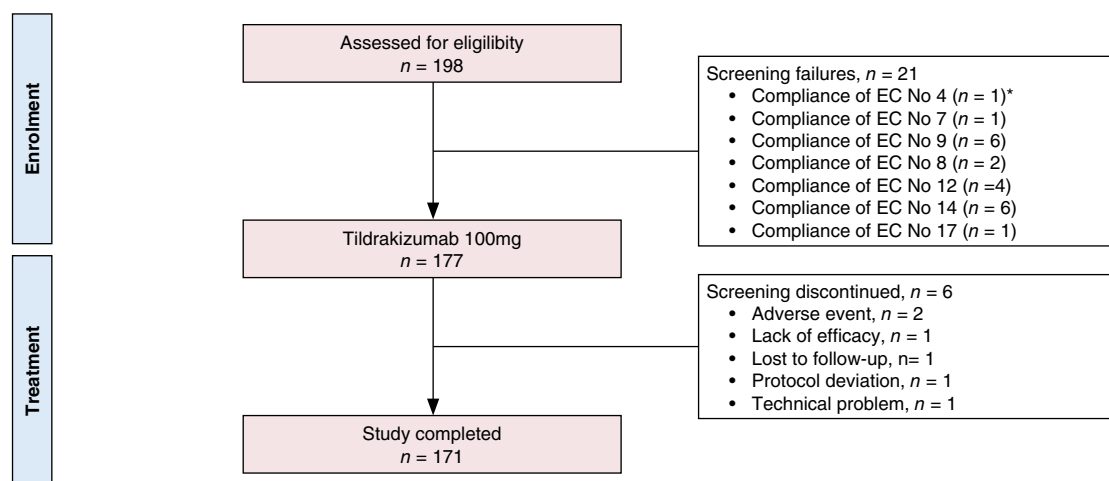 Enrolment
Assessed for eligilibity
n = 198
Screening failures, n = 21
• Compliance of EC No 4 (n = 1)*
• Compliance of EC No 7 (n = 1)
• Compliance of EC No 9 (n = 6)
• Compliance of EC No 8 (n = 2)
• Compliance of EC No 12 (n =4)
• Compliance of EC No 14 (n = 6)
• Compliance of EC No 17 (n = 1)
Tildrakizumab 100mg
n = 177
Treatment
Screening discontinued, n = 6
• Adverse event, n = 2
• Lack of efficacy, n = 1
• Lost to follow-up, n= 1
• Protocol deviation, n = 1
• Technical problem, n = 1
Study completed
n = 171